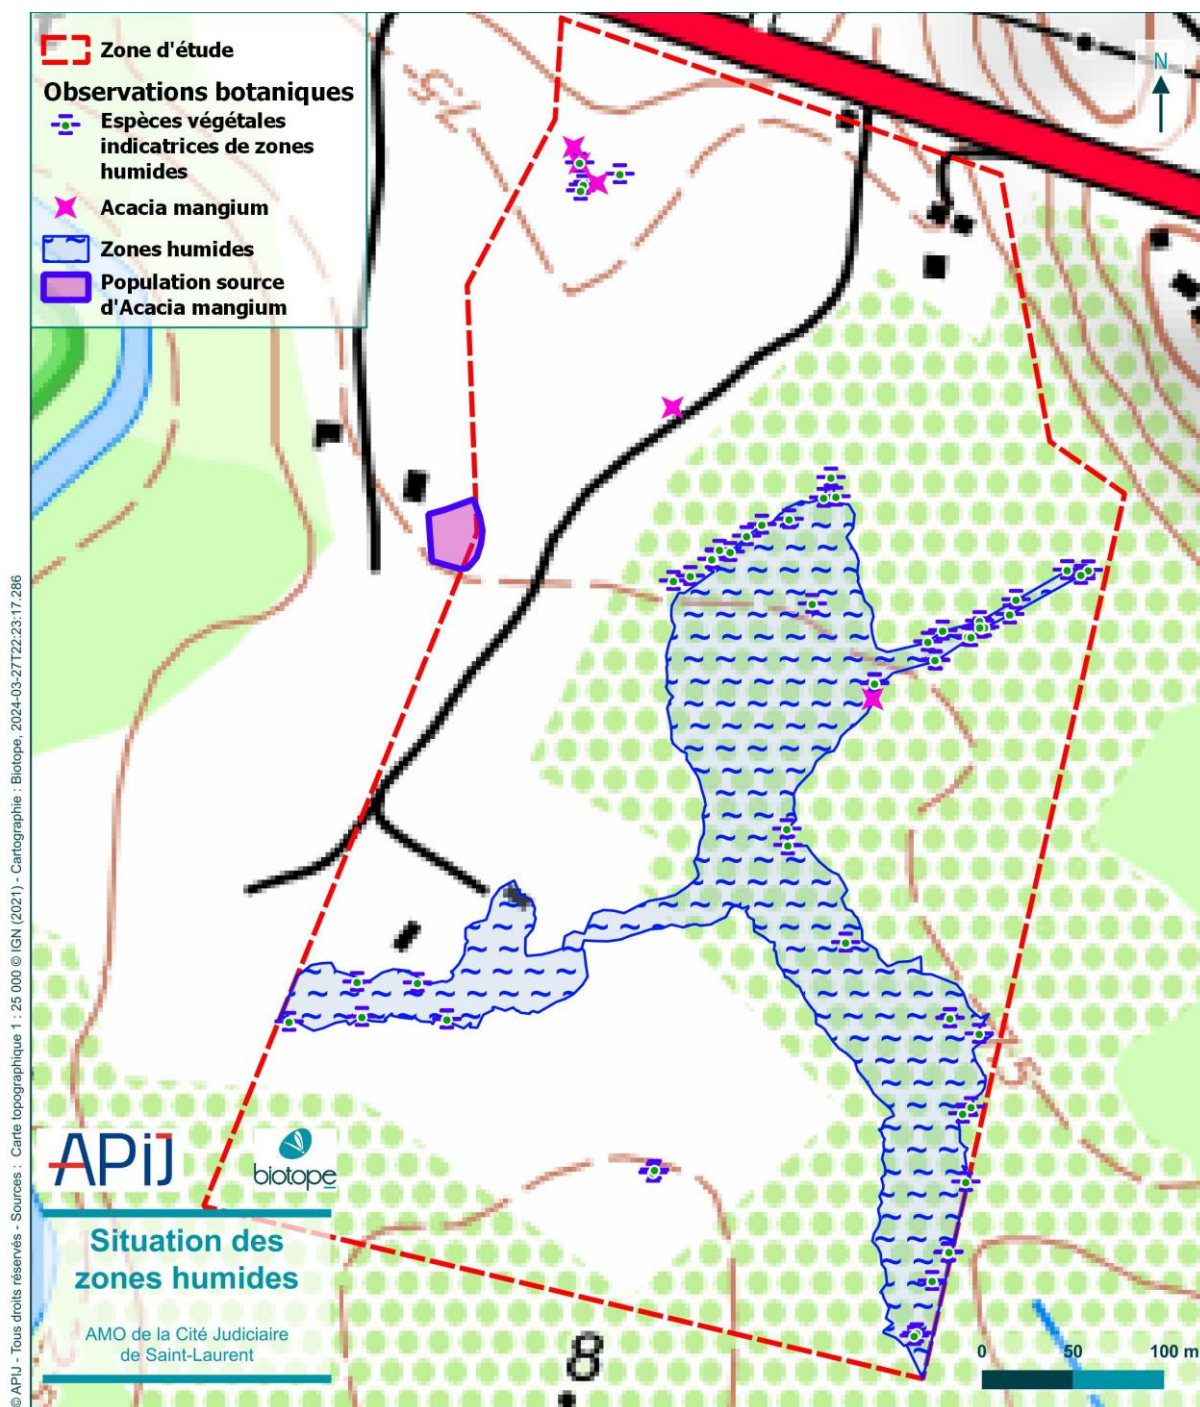 Zone d'étude
Observations botaniques
Espèces végétales
indicatrices de zones
humides
Acacia mangium
Zones humides
Population source
d'Acacia mangium
N
15
5
© APIJ - Tous droits réservés - Sources : Carte topographique 1 : 25 000 © IGN (2021) - Cartographie : Biotope, 2024-03-27T22:23:17.286
APIJ
biotope
Situation des
zones humides
AMO de la Cité Judiciaire
de Saint-Laurent
8
0 50 100 m